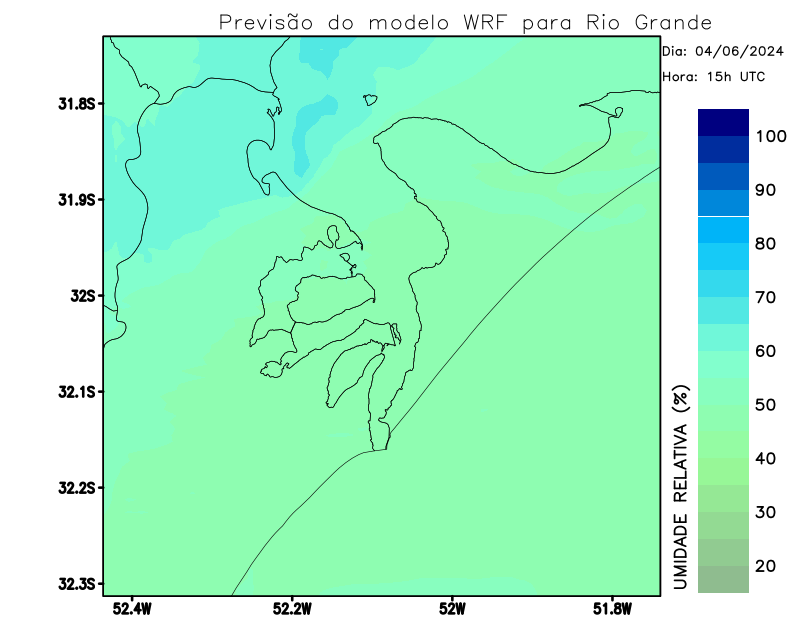 Previsão do modelo WRF para Rio Grande
Dia: 04/06/2024
Hora: 15h UTC
31.8S
31.9S
32S
32.1S
32.2S
32.3S
52.4W
52.2W
52W
51.8W
100
90
80
70
60
50
40
30
20
UMIDADE RELATIVA (%)